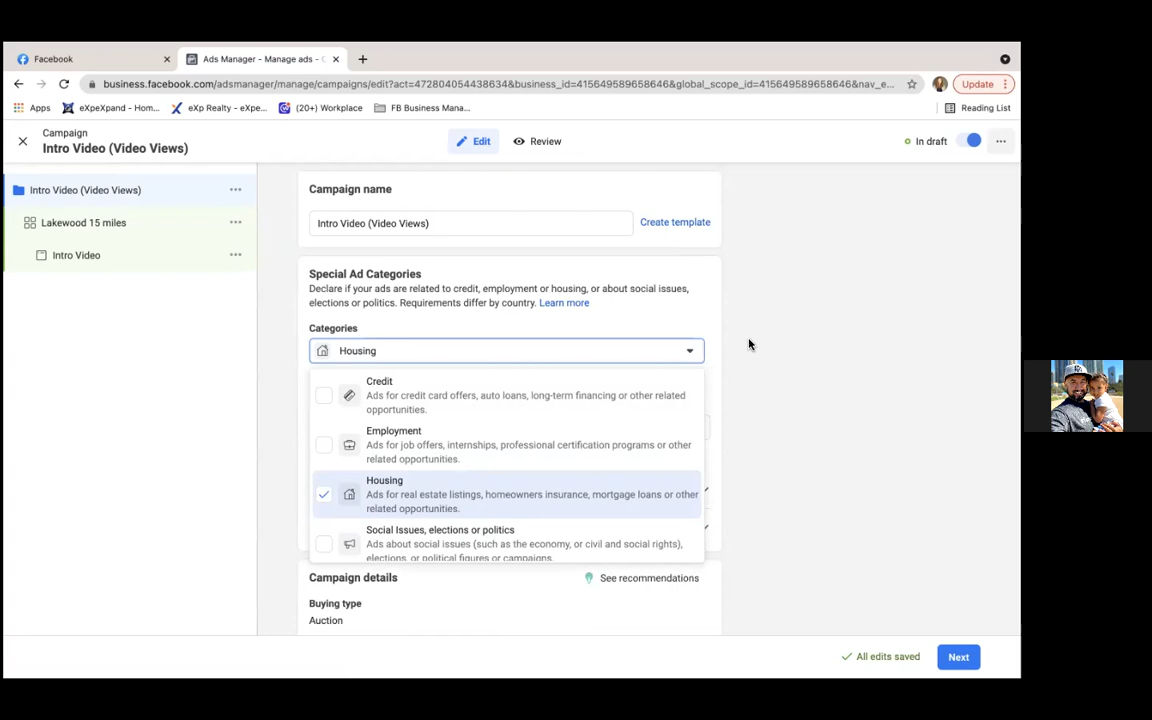 Facebook
Ads Manager - Manage ads - C
business.facebook.com/adsmanager/manage/campaigns/edit?act=472804054438634&business_id=415649589658646&global_scope_id=415649589658646&nav_e...
Update
Apps
eXpeXpand - Hom...
eXp Realty - eXpe...
(20+) Workplace
FB Business Mana...
Reading List
Campaign
Intro Video (Video Views)
Edit
Review
In draft
Intro Video (Video Views)
Lakewood 15 miles
Intro Video
Campaign name
Intro Video (Video Views)
Create template
Special Ad Categories
Declare if your ads are related to credit, employment or housing, or about social issues,
elections or politics. Requirements differ by country. Learn more
Categories
Housing
Credit
Ads for credit card offers, auto loans, long-term financing or other related
opportunities.
Employment
Ads for job offers, internships, professional certification programs or other
related opportunities.
Housing
Ads for real estate listings, homeowners insurance, mortgage loans or other
related opportunities.
Social Issues, elections or politics
Ads about social issues (such as the economy, or civil and social rights),
elections, or political figures or campaigns.
Campaign details
See recommendations
Buying type
Auction
All edits saved
Next